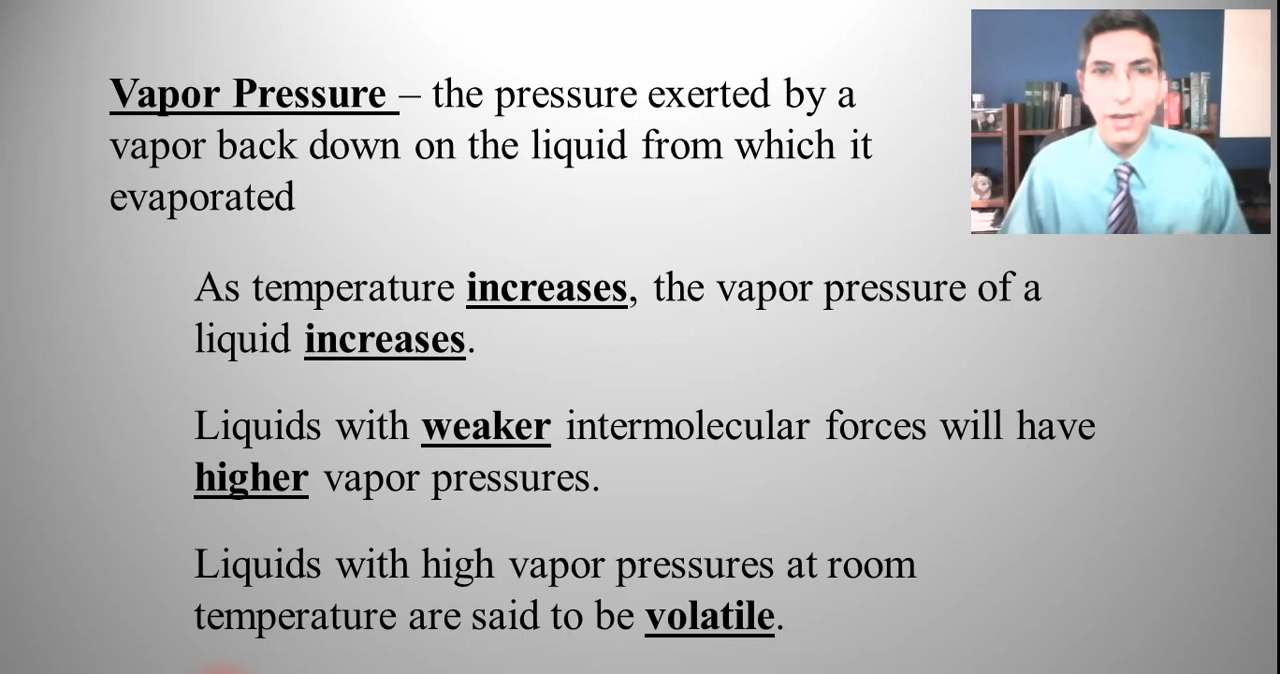 Vapor Pressure – the pressure exerted by a
vapor back down on the liquid from which it
evaporated
As temperature increases, the vapor pressure of a
liquid increases.
Liquids with weaker intermolecular forces will have
higher vapor pressures.
Liquids with high vapor pressures at room
temperature are said to be volatile.